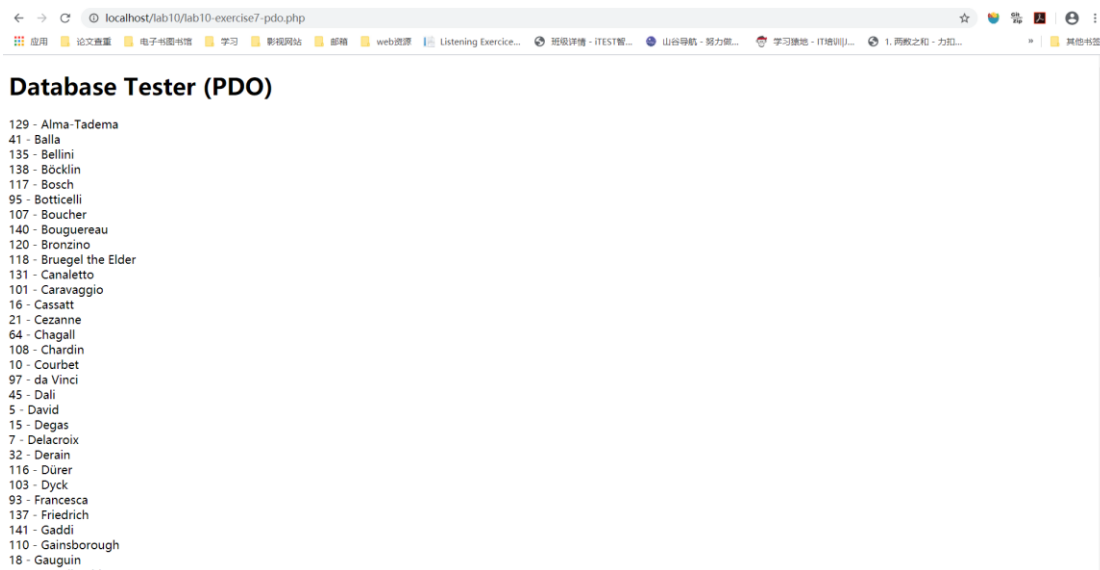 localhost/lab10/lab10-exercise7-pdo.php
应用 论文查重 电子书图书馆 学习 影视网站 邮箱 web资源 Listening Exercice... 班级详情 - iTEST智... 山谷导航 - 努力做... 学习猿地 - IT培训|J... 1. 两数之和 - 力扣... » 其他书签
Database Tester (PDO)
129 - Alma-Tadema
41 - Balla
135 - Bellini
138 - Böcklin
117 - Bosch
95 - Botticelli
107 - Boucher
140 - Bouguereau
120 - Bronzino
118 - Bruegel the Elder
131 - Canaletto
101 - Caravaggio
16 - Cassatt
21 - Cezanne
64 - Chagall
108 - Chardin
10 - Courbet
97 - da Vinci
45 - Dali
5 - David
15 - Degas
7 - Delacroix
32 - Derain
116 - Dürer
103 - Dyck
93 - Francesca
137 - Friedrich
141 - Gaddi
110 - Gainsborough
18 - Gauguin